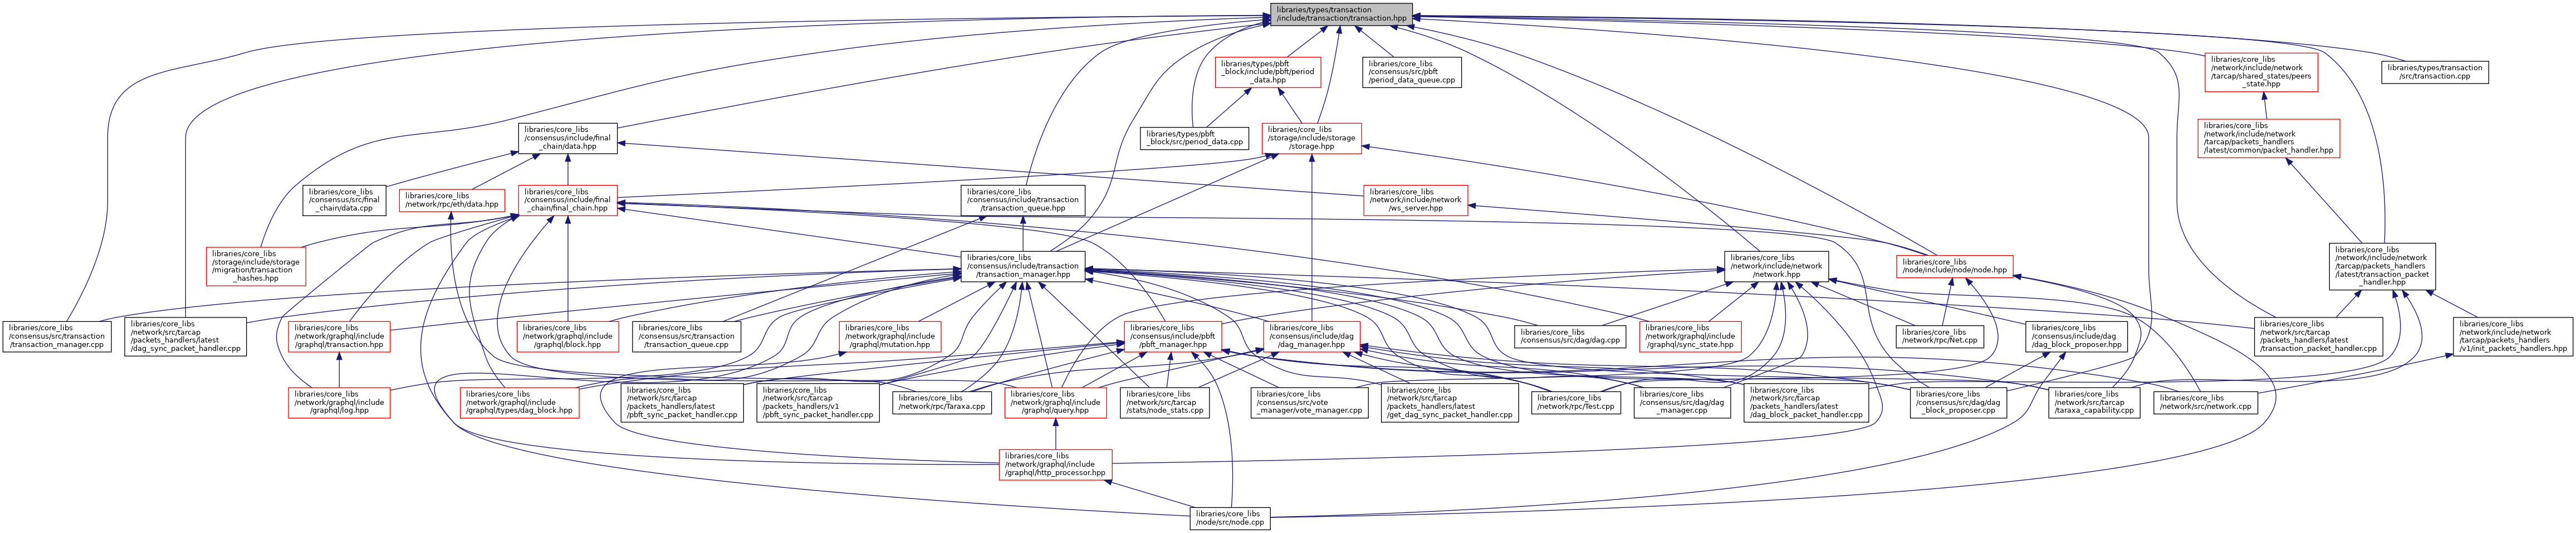 libraries/types/transaction
/include/transaction/transaction.hpp
libraries/types/pbft
_block/include/pbft/period
_data.hpp
libraries/core_libs
/consensus/src/pbft
/period_data_queue.cpp
libraries/core_libs
/network/include/network
/tarcap/shared_states/peers
_state.hpp
libraries/types/transaction
/src/transaction.cpp
libraries/core_libs
/consensus/include/final
_chain/data.hpp
libraries/types/pbft
_block/src/period_data.cpp
libraries/core_libs
/storage/include/storage
/storage.hpp
libraries/core_libs
/network/include/network
/tarcap/packets_handlers
/latest/common/packet_handler.hpp
libraries/core_libs
/consensus/src/final
_chain/data.cpp
libraries/core_libs
/network/rpc/eth/data.hpp
libraries/core_libs
/consensus/include/final
_chain/final_chain.hpp
libraries/core_libs
/consensus/include/transaction
/transaction_queue.hpp
libraries/core_libs
/network/include/network
/ws_server.hpp
libraries/core_libs
/storage/include/storage
/migration/transaction
_hashes.hpp
libraries/core_libs
/consensus/include/transaction
/transaction_manager.hpp
libraries/core_libs
/network/include/network
/network.hpp
libraries/core_libs
/node/include/node/node.hpp
libraries/core_libs
/network/include/network
/tarcap/packets_handlers
/latest/transaction_packet
_handler.hpp
libraries/core_libs
/consensus/src/transaction
/transaction_manager.cpp
libraries/core_libs
/network/src/tarcap
/packets_handlers/latest
/dag_sync_packet_handler.cpp
libraries/core_libs
/network/graphql/include
/graphql/transaction.hpp
libraries/core_libs
/network/graphql/include
/graphql/block.hpp
libraries/core_libs
/consensus/src/transaction
/transaction_queue.cpp
libraries/core_libs
/network/graphql/include
/graphql/mutation.hpp
libraries/core_libs
/consensus/include/pbft
/pbft_manager.hpp
libraries/core_libs
/consensus/include/dag
/dag_manager.hpp
libraries/core_libs
/consensus/src/dag/dag.cpp
libraries/core_libs
/network/graphql/include
/graphql/sync_state.hpp
libraries/core_libs
/network/rpc/Net.cpp
libraries/core_libs
/consensus/include/dag
/dag_block_proposer.hpp
libraries/core_libs
/network/src/tarcap
/packets_handlers/latest
/transaction_packet_handler.cpp
libraries/core_libs
/network/include/network
/tarcap/packets_handlers
/v1/init_packets_handlers.hpp
libraries/core_libs
/network/graphql/include
/graphql/log.hpp
libraries/core_libs
/network/graphql/include
/graphql/types/dag_block.hpp
libraries/core_libs
/network/src/tarcap
/packets_handlers/latest
/pbft_sync_packet_handler.cpp
libraries/core_libs
/network/src/tarcap
/packets_handlers/v1
/pbft_sync_packet_handler.cpp
libraries/core_libs
/network/rpc/Taraxa.cpp
libraries/core_libs
/network/graphql/include
/graphql/query.hpp
libraries/core_libs
/network/src/tarcap
/stats/node_stats.cpp
libraries/core_libs
/consensus/src/vote
_manager/vote_manager.cpp
libraries/core_libs
/network/src/tarcap
/packets_handlers/latest
/get_dag_sync_packet_handler.cpp
libraries/core_libs
/network/rpc/Test.cpp
libraries/core_libs
/consensus/src/dag/dag
_manager.cpp
libraries/core_libs
/network/src/tarcap
/packets_handlers/latest
/dag_block_packet_handler.cpp
libraries/core_libs
/consensus/src/dag/dag
_block_proposer.cpp
libraries/core_libs
/network/src/tarcap
/taraxa_capability.cpp
libraries/core_libs
/network/src/network.cpp
libraries/core_libs
/network/graphql/include
/graphql/http_processor.hpp
libraries/core_libs
/node/src/node.cpp